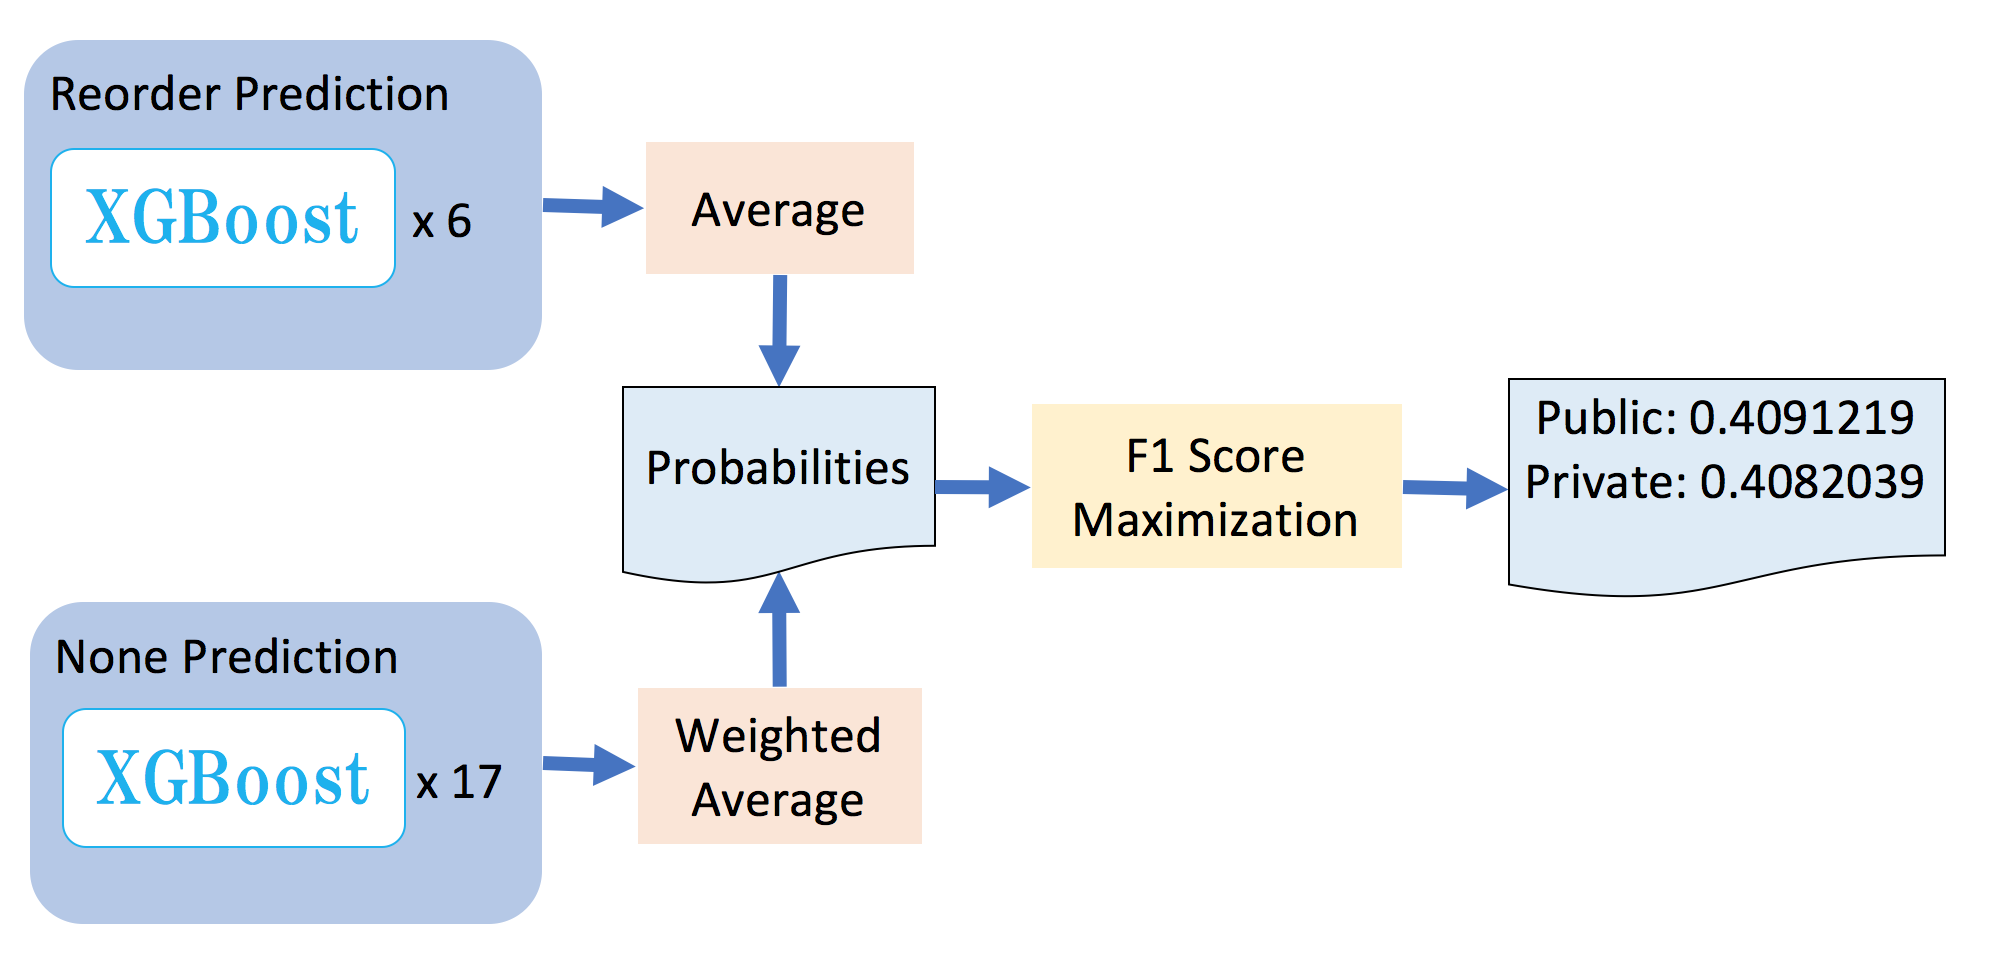 Reorder Prediction
XGBoost
x 6
Average
Probabilities
F1 Score
Maximization
Public: 0.4091219
Private: 0.4082039
None Prediction
XGBoost
x 17
Weighted
Average